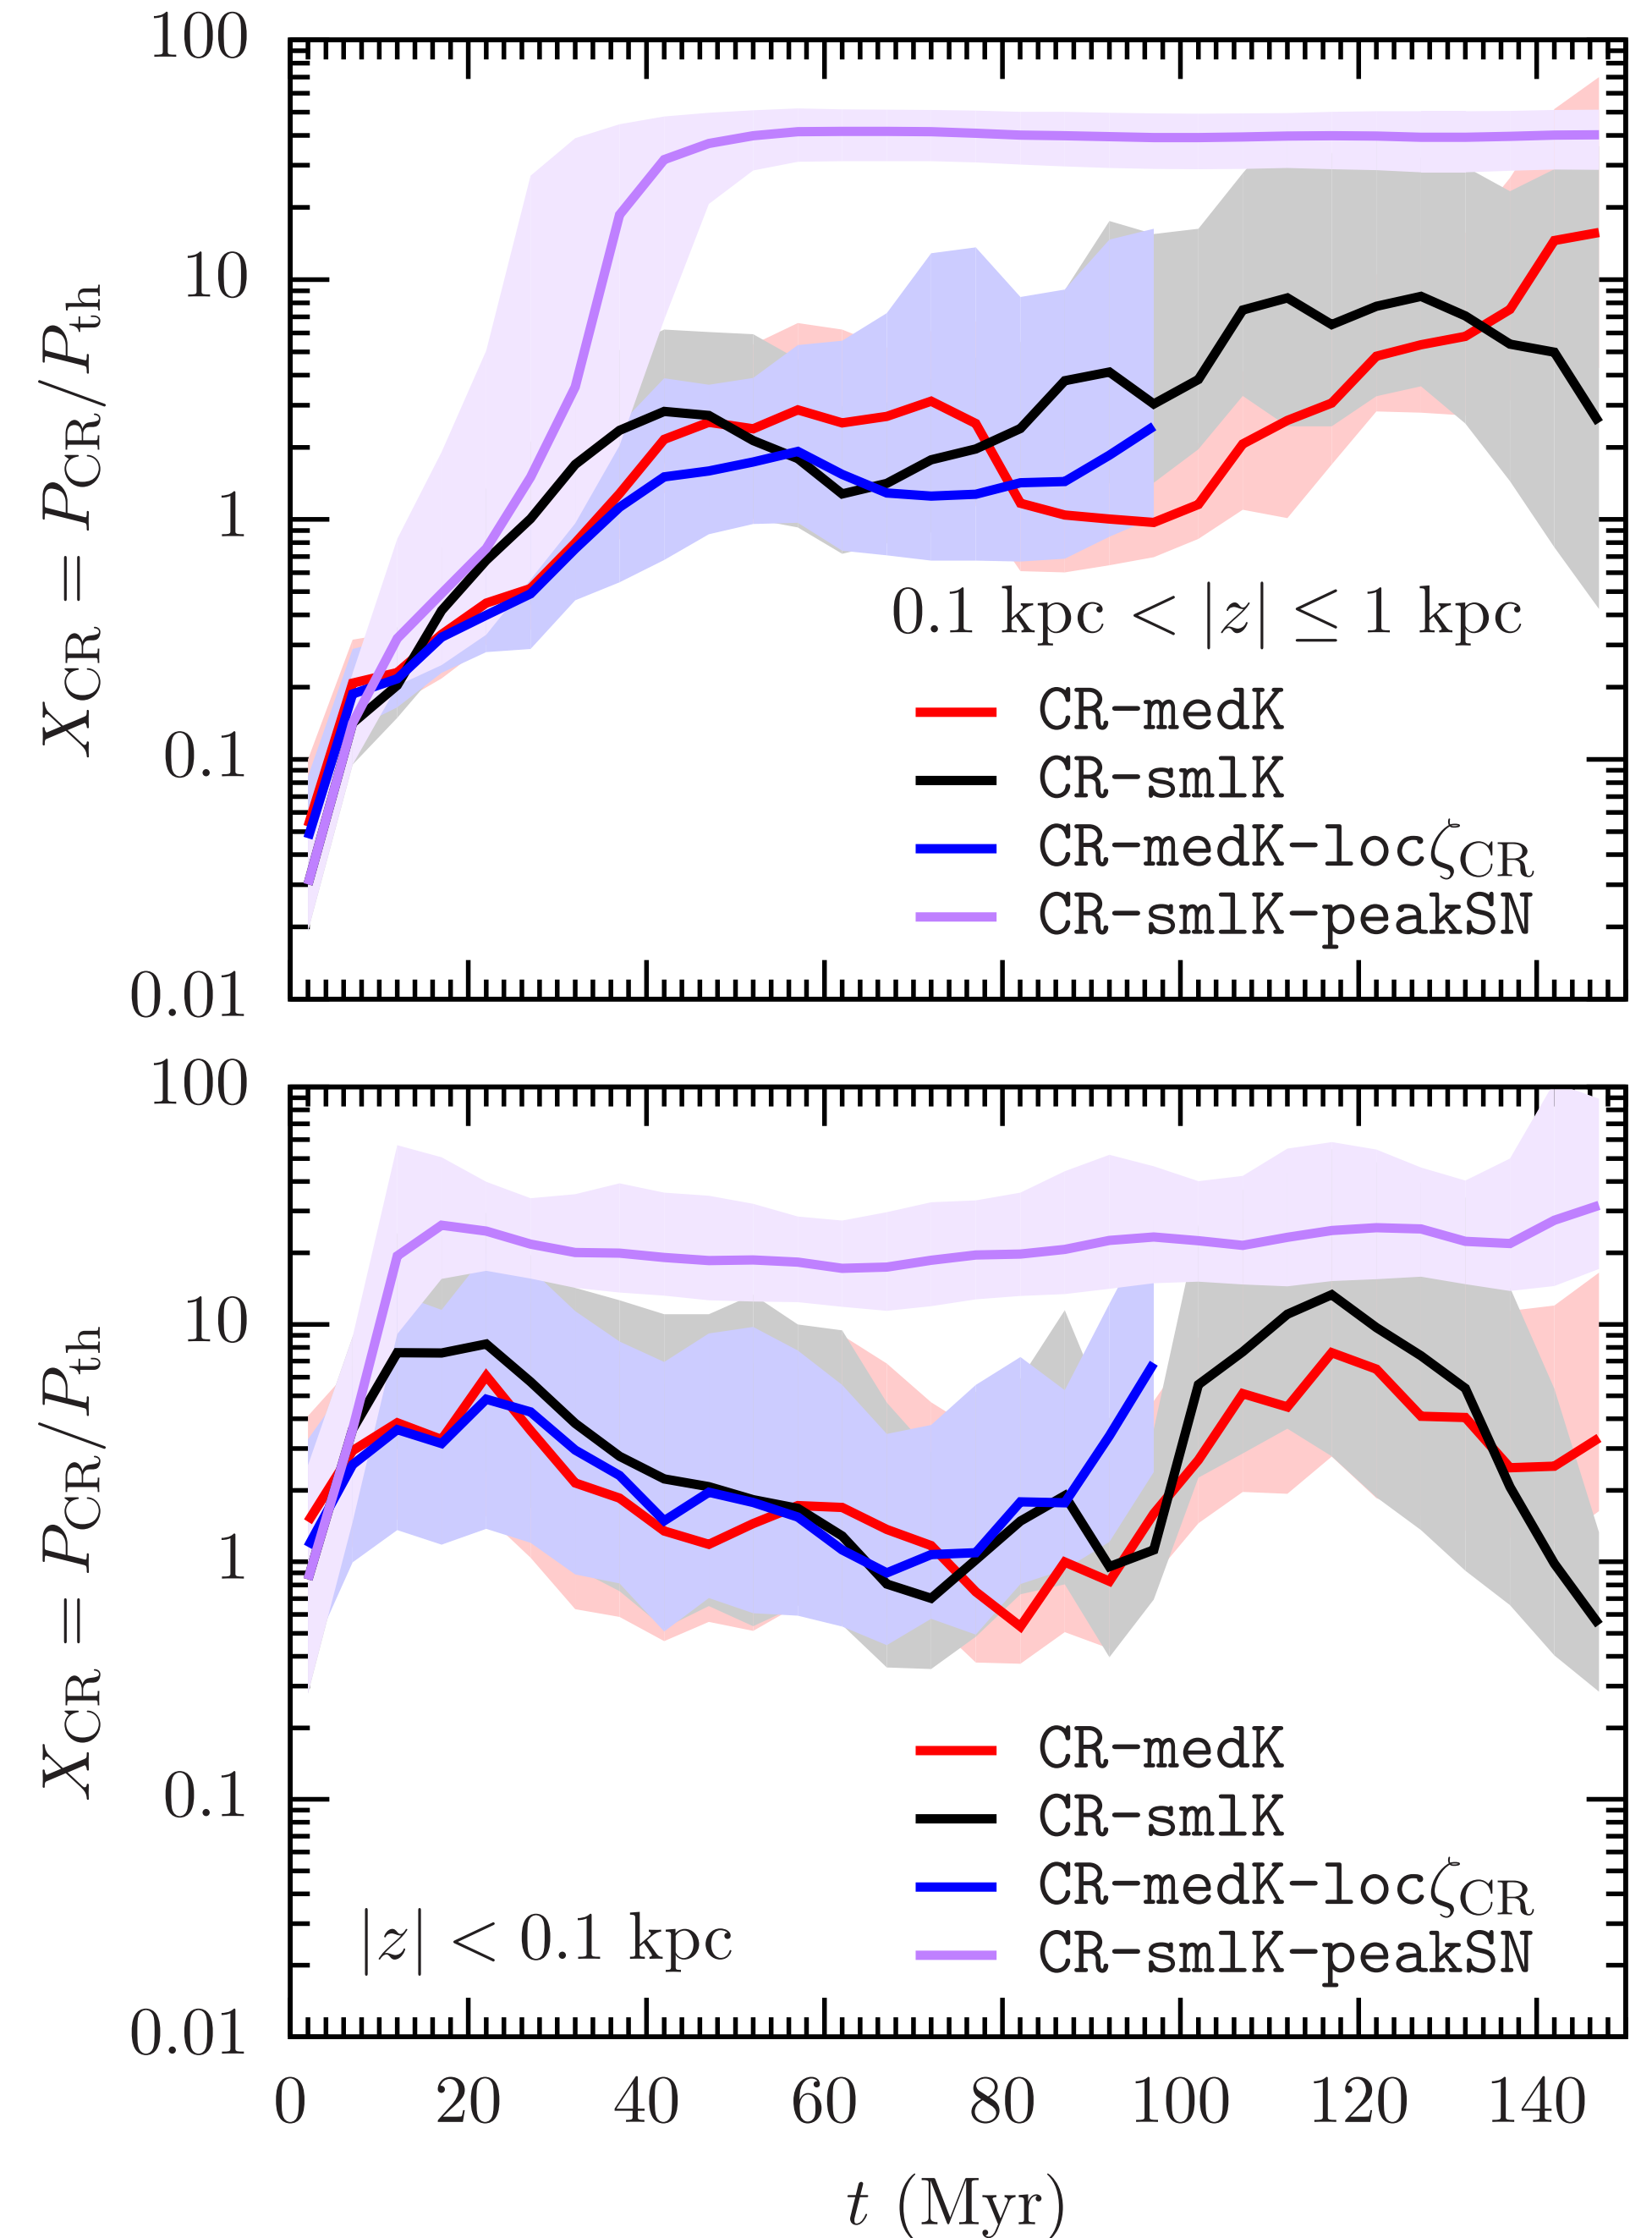 100
10
1
0.1
0.01
X_CR = P_CR/P_th
0.1 kpc < |z| ≤ 1 kpc
CR-medK
CR-smlK
CR-medK-locζ_CR
CR-smlK-peakSN
100
10
1
0.1
0.01
X_CR = P_CR/P_th
CR-medK
CR-smlK
CR-medK-locζ_CR
|z| < 0.1 kpc
CR-smlK-peakSN
0 20 40 60 80 100 120 140
t (Myr)